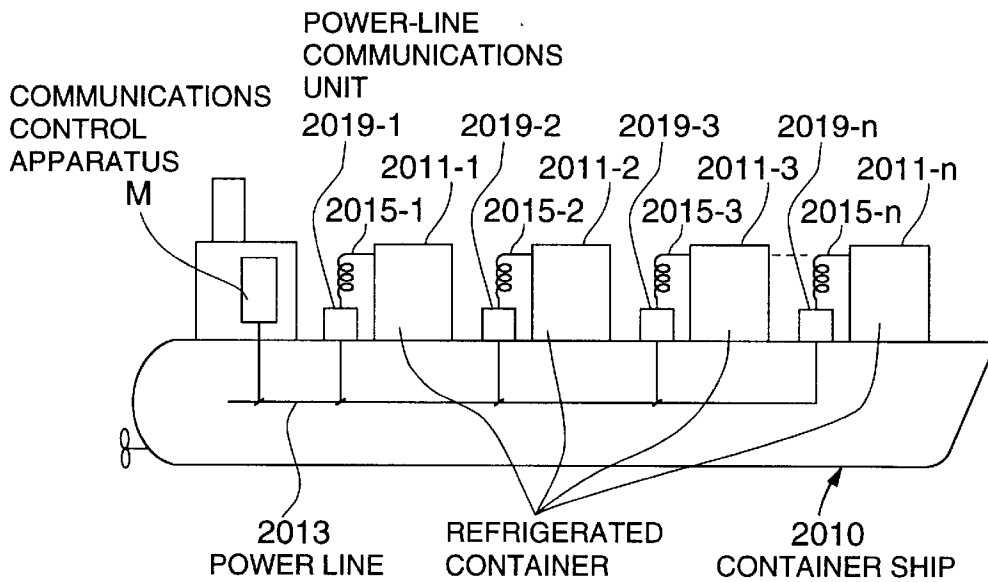 POWER-LINE
COMMUNICATIONS
UNIT
COMMUNICATIONS
CONTROL
APPARATUS
M
2019-1 2019-2 2019-3 2019-n
2011-1 2011-2 2011-3 2011-n
2015-1 2015-2 2015-3 2015-n
2013
POWER LINE
REFRIGERATED
CONTAINER
2010
CONTAINER SHIP